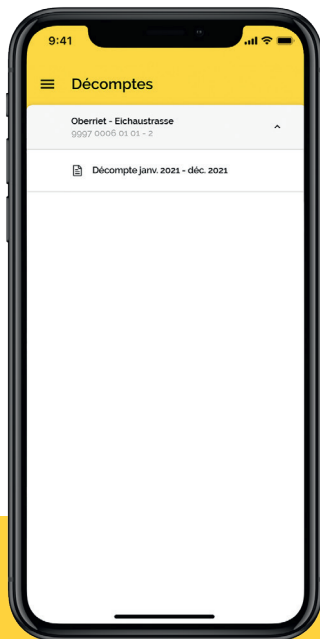 9:41
Décomptes
Oberriet - Eichaustrasse
9997 0006 01 01 - 2
Décompte janv. 2021 - déc. 2021